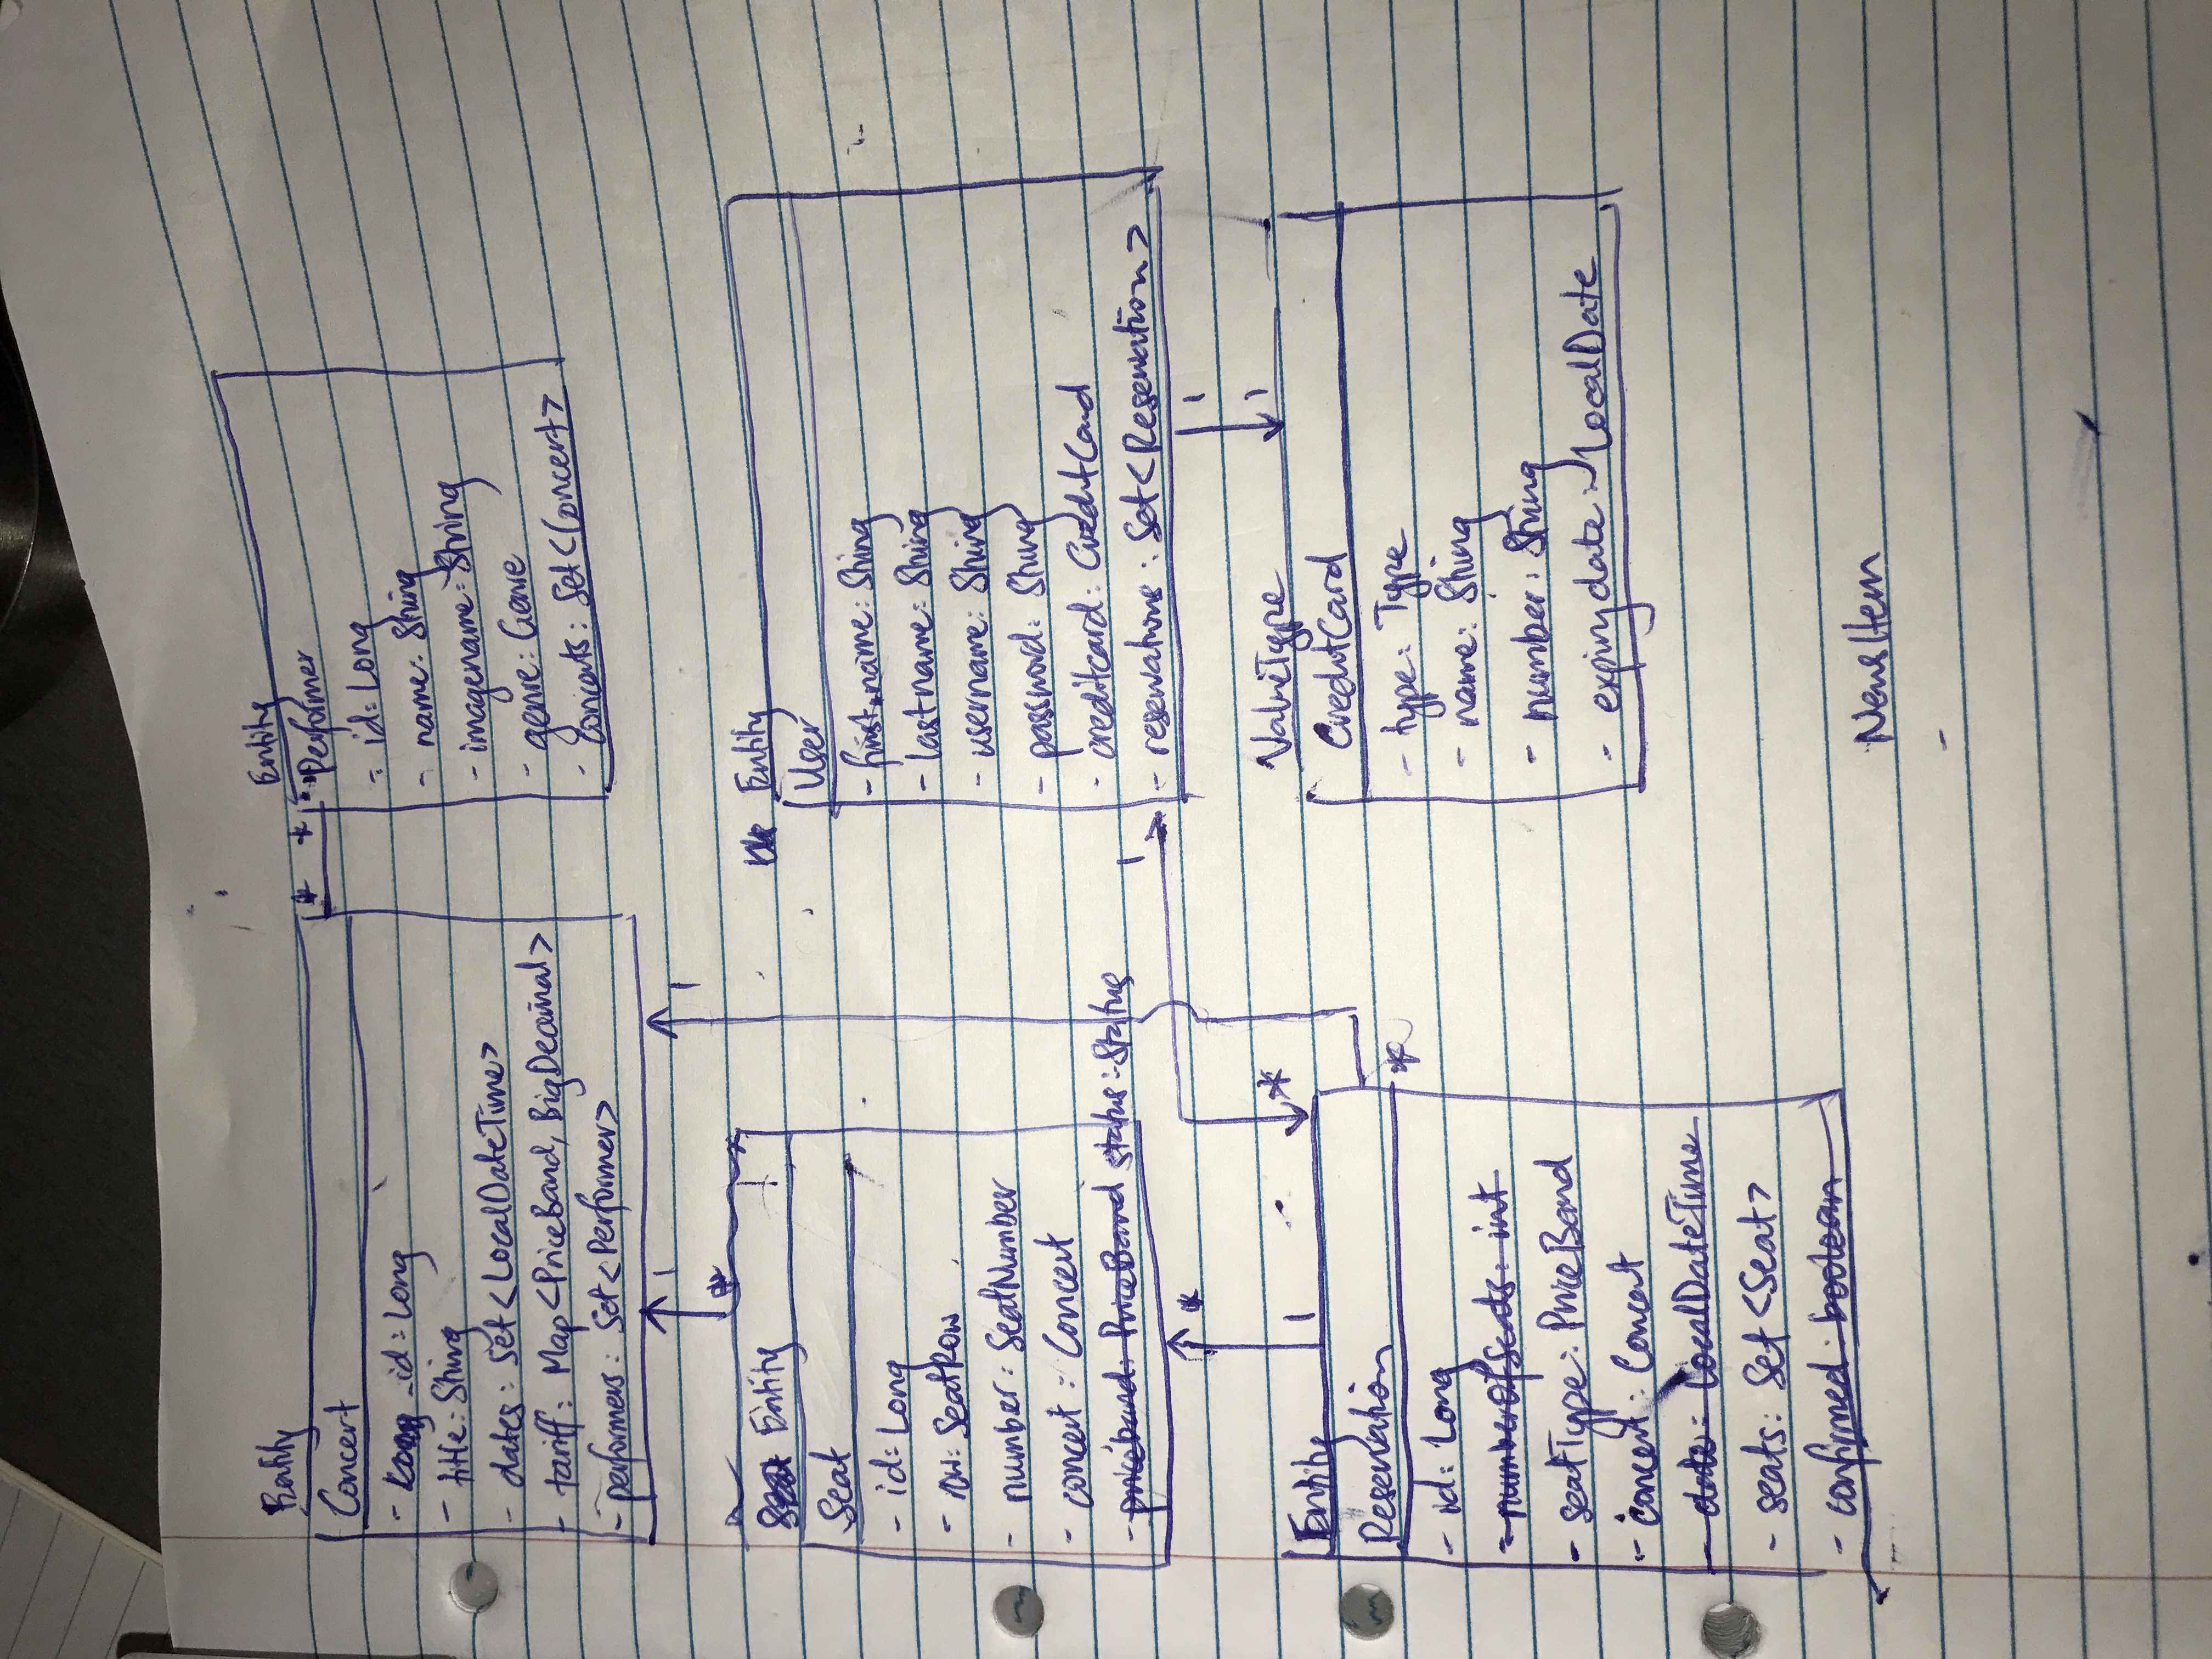 Entity
Concert
- id: Long
- title: String
- dates: Set<LocalDateTime>
- tariff: Map<PriceBand, BigDecimal>
- performers: Set<Performer>
* *
Entity
Performer
- id: Long
- name: String
- imagename: String
- genre: Genre
- concerts: Set<Concert>
1
1
*
Entity
Seat
- id: Long
- row: SeatRow
- number: SeatNumber
- concert: Concert
- priceband: PriceBand status: Status
*
1
Entity
User
- firstname: String
- lastname: String
- username: String
- password: String
- creditcard: CreditCard
- reservations: Set<Reservation>
1
1
1
*
1
*
Entity
Reservation
- id: Long
- numberofSeats: int
- seatType: PriceBand
- concert: Concert
- date: LocalDateTime
- seats: Set<Seat>
- confirmed: boolean
ValueType
CreditCard
- type: Type
- name: String
- number: String
- expirydate: LocalDate
NewsItem
-